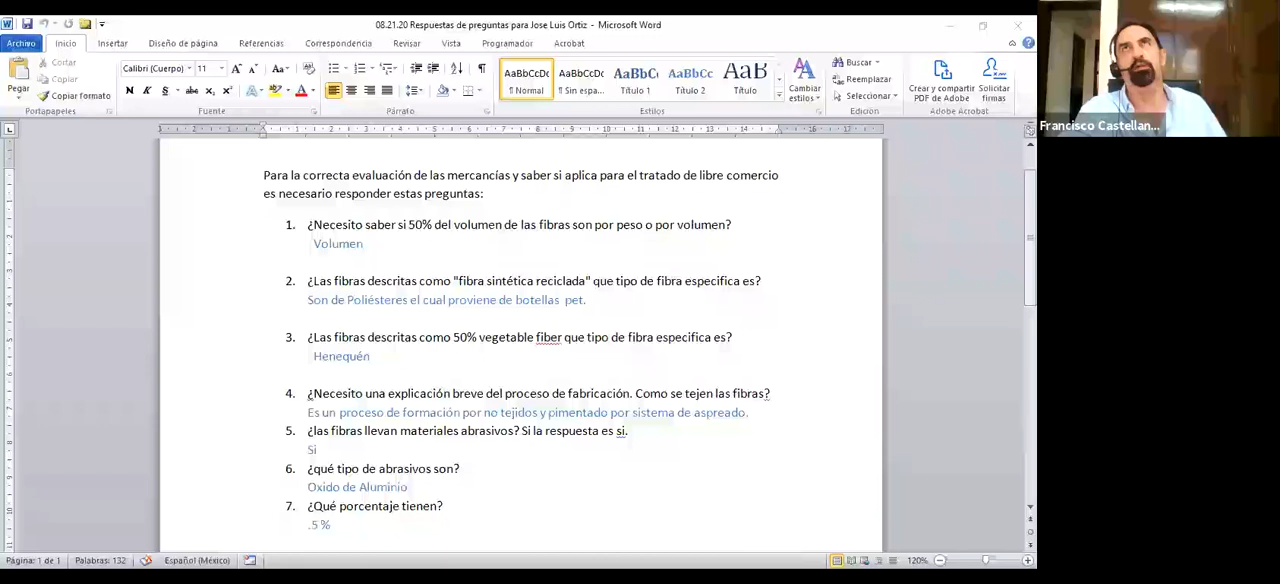 08.21.20 Respuestas de preguntas para Jose Luis Ortiz - Microsoft Word
Archivo Inicio Insertar Diseño de página Referencias Correspondencia Revisar Vista Programador Acrobat
Pegar
Cortar
Copiar
Copiar formato
Portapapeles
Calibri (Cuerpo) 11
Fuente
Párrafo
AaBbCcDc AaBbCcDc AaBbC AaBbCc AaB
¶ Normal ¶ Sin espa... Título 1 Título 2 Título
Cambiar estilos
Estilos
Buscar
Reemplazar
Seleccionar
Edición
Crear y compartir PDF de Adobe
Solicitar firmas
Adobe Acrobat
Francisco Castellan...
Para la correcta evaluación de las mercancías y saber si aplica para el tratado de libre comercio
es necesario responder estas preguntas:
1. ¿Necesito saber si 50% del volumen de las fibras son por peso o por volumen?
Volumen
2. ¿Las fibras descritas como "fibra sintética reciclada" que tipo de fibra especifica es?
Son de Poliésteres el cual proviene de botellas pet.
3. ¿Las fibras descritas como 50% vegetable fiber que tipo de fibra especifica es?
Henequén
4. ¿Necesito una explicación breve del proceso de fabricación. Como se tejen las fibras?
Es un proceso de formación por no tejidos y pimentado por sistema de aspreado.
5. ¿las fibras llevan materiales abrasivos? Si la respuesta es si.
Si
6. ¿qué tipo de abrasivos son?
Oxido de Aluminio
7. ¿Qué porcentaje tienen?
.5 %
Página: 1 de 1 Palabras: 132 Español (México) 120%